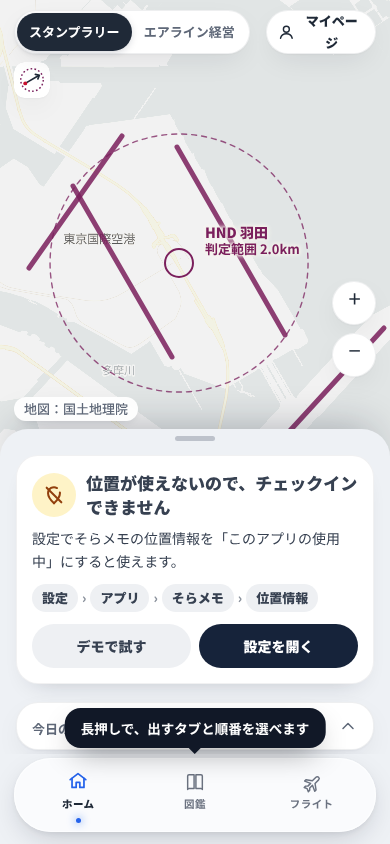 スタンプラリー
エアライン経営
マイページ
HND 羽田
判定範囲 2.0km
東京国際空港
多摩川
+
−
地図：国土地理院
位置が使えないので、チェックイン
できません
設定でそらメモの位置情報を「このアプリの使用
中」にすると使えます。
設定 › アプリ › そらメモ › 位置情報
デモで試す
設定を開く
今日の
長押しで、出すタブと順番を選べます
ホーム
図鑑
フライト